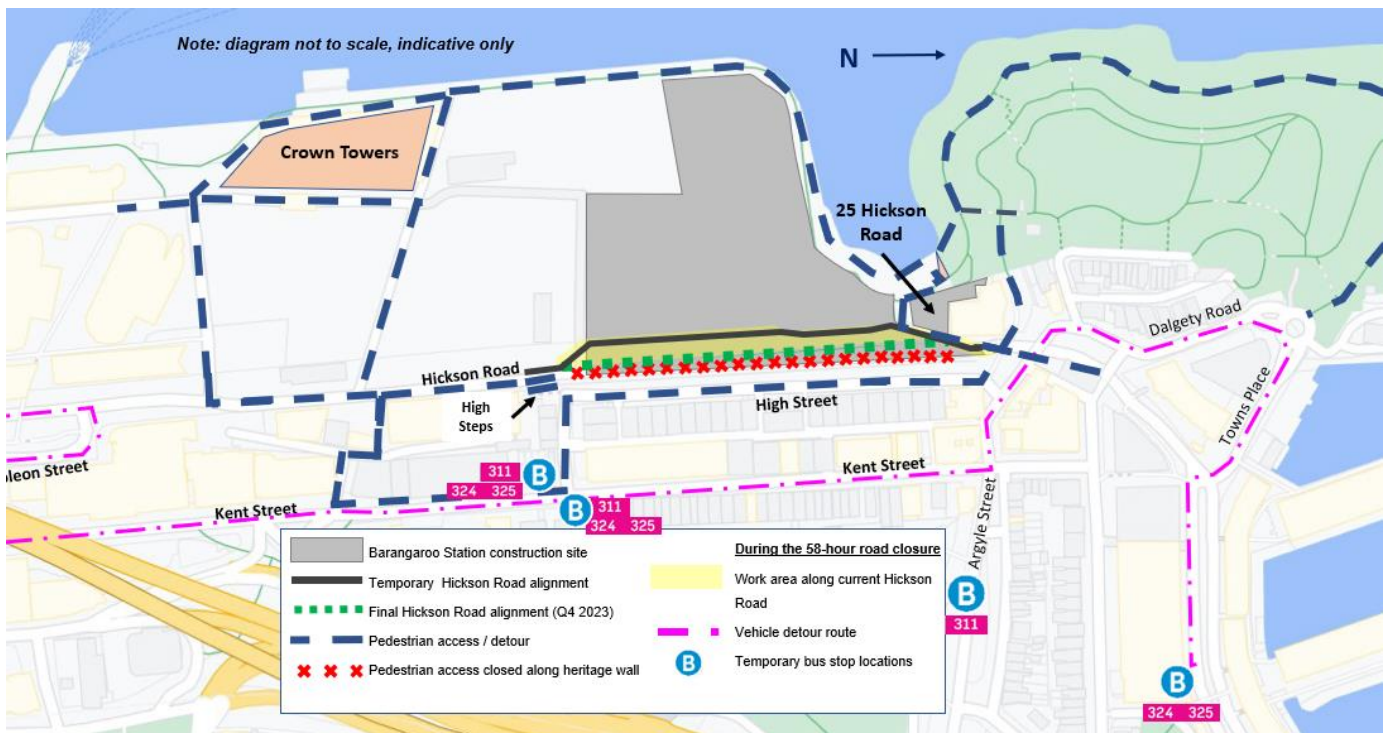 Note: diagram not to scale, indicative only
N
Crown Towers
25 Hickson
Road
Dalgety Road
Towns Place
Hickson Road
High
Steps
High Street
oleon Street
Kent Street
Kent Street
Argyle Street
B
311
324 325
B
311
324 325
B
311
B
324 325
Barangaroo Station construction site
Temporary Hickson Road alignment
Final Hickson Road alignment (Q4 2023)
Pedestrian access / detour
Pedestrian access closed along heritage wall
During the 58-hour road closure
Work area along current Hickson
Road
Vehicle detour route
B
Temporary bus stop locations